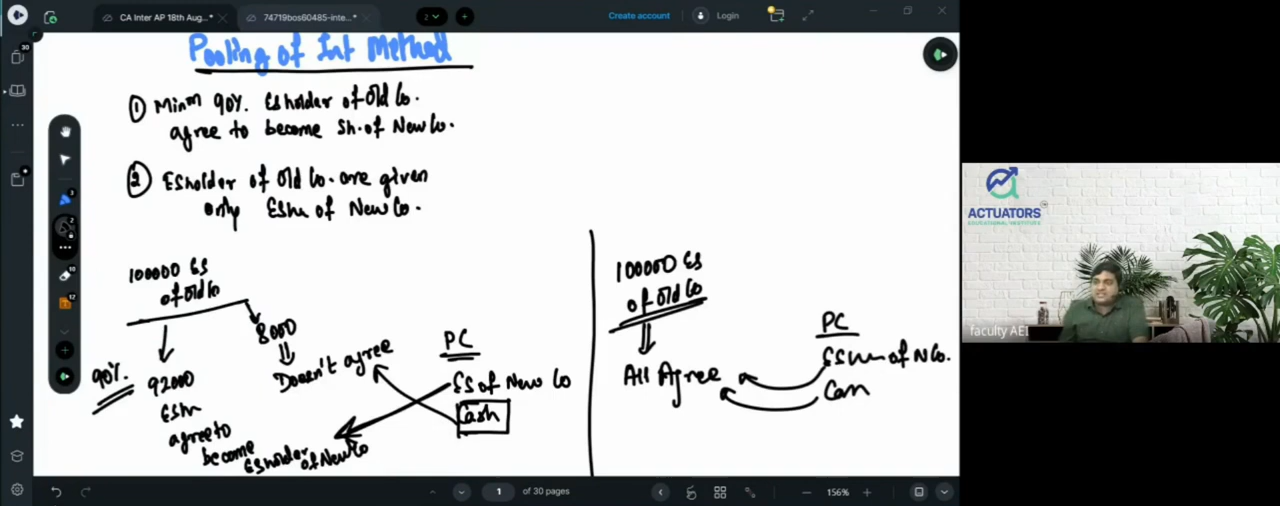 CA Inter AP 18th Aug...*
74719bos60485-inte...*
2
Create account
Login
Pooling of Int Method
30
① Minm 90% ESholder of Old Co.
agree to become Sh. of New Co.
② ESholder of Old Co. are given
only ESh of New Co.
100000 ES
of Old Co
8000
Doesn't agree
90%
92000
ESh
agree to
become
ESholder
of New Co
PC
ES of New Co
Cash
100000 ES
of Old Co
All Agree
PC
ESh of N Co.
ACTUATORS
EDUCATIONAL INSTITUTE
faculty AEI
1 of 30 pages
156%